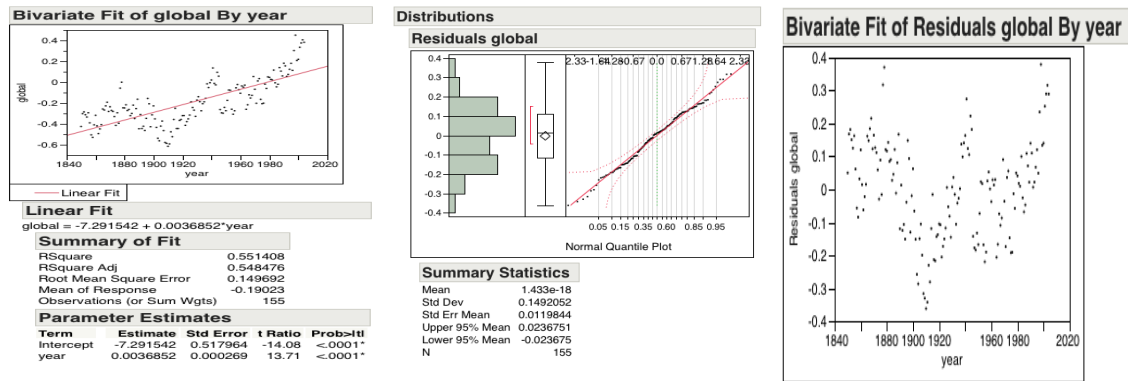 Bivariate Fit of global By year
0.4
0.2
0
-0.2
-0.4
-0.6
global
1840 1860 1880 1900 1920 1940 1960 1980 2000 2020
year
Linear Fit
Linear Fit
global = -7.291542 + 0.0036852*year
Summary of Fit
RSquare 0.551408
RSquare Adj 0.548476
Root Mean Square Error 0.149692
Mean of Response -0.19023
Observations (or Sum Wgts) 155
Parameter Estimates
Term Estimate Std Error t Ratio Prob>|t|
Intercept -7.291542 0.517964 -14.08 <.0001*
year 0.0036852 0.000269 13.71 <.0001*
Distributions
Residuals global
0.4
0.3
0.2
0.1
0
-0.1
-0.2
-0.3
-0.4
0.0 0.67
0.05 0.15 0.35 0.60 0.85 0.95
Normal Quantile Plot
Summary Statistics
Mean 1.433e-18
Std Dev 0.1492052
Std Err Mean 0.0119844
Upper 95% Mean 0.0236751
Lower 95% Mean -0.023675
N 155
Bivariate Fit of Residuals global By year
0.4
0.3
0.2
0.1
0
-0.1
-0.2
-0.3
-0.4
Residuals global
1840 1880 1900 1920 1960 1980 2020
year